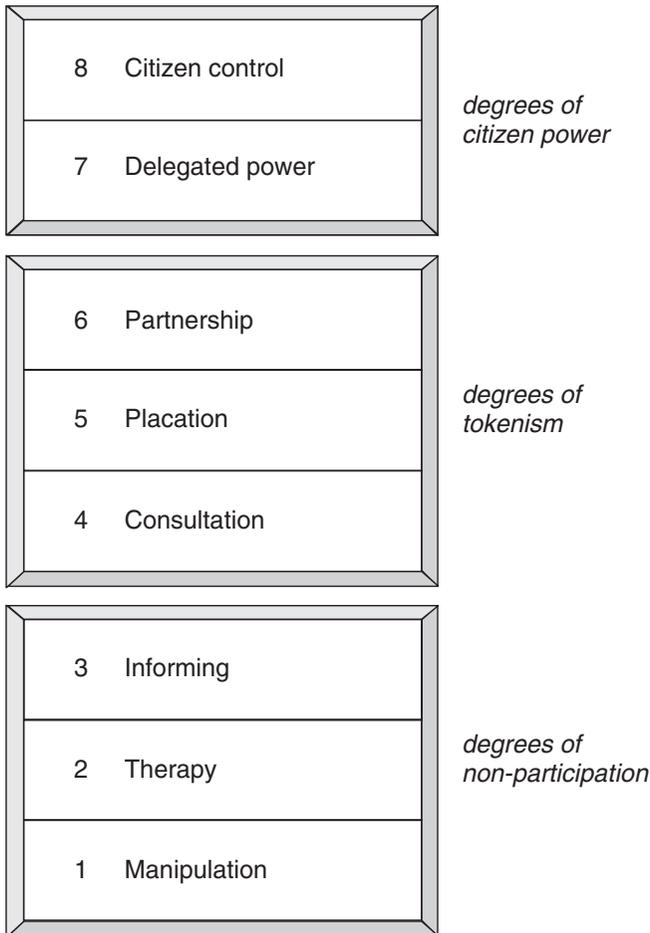 8 Citizen control
7 Delegated power
degrees of
citizen power
6 Partnership
5 Placation
4 Consultation
degrees of
tokenism
3 Informing
2 Therapy
1 Manipulation
degrees of
non-participation